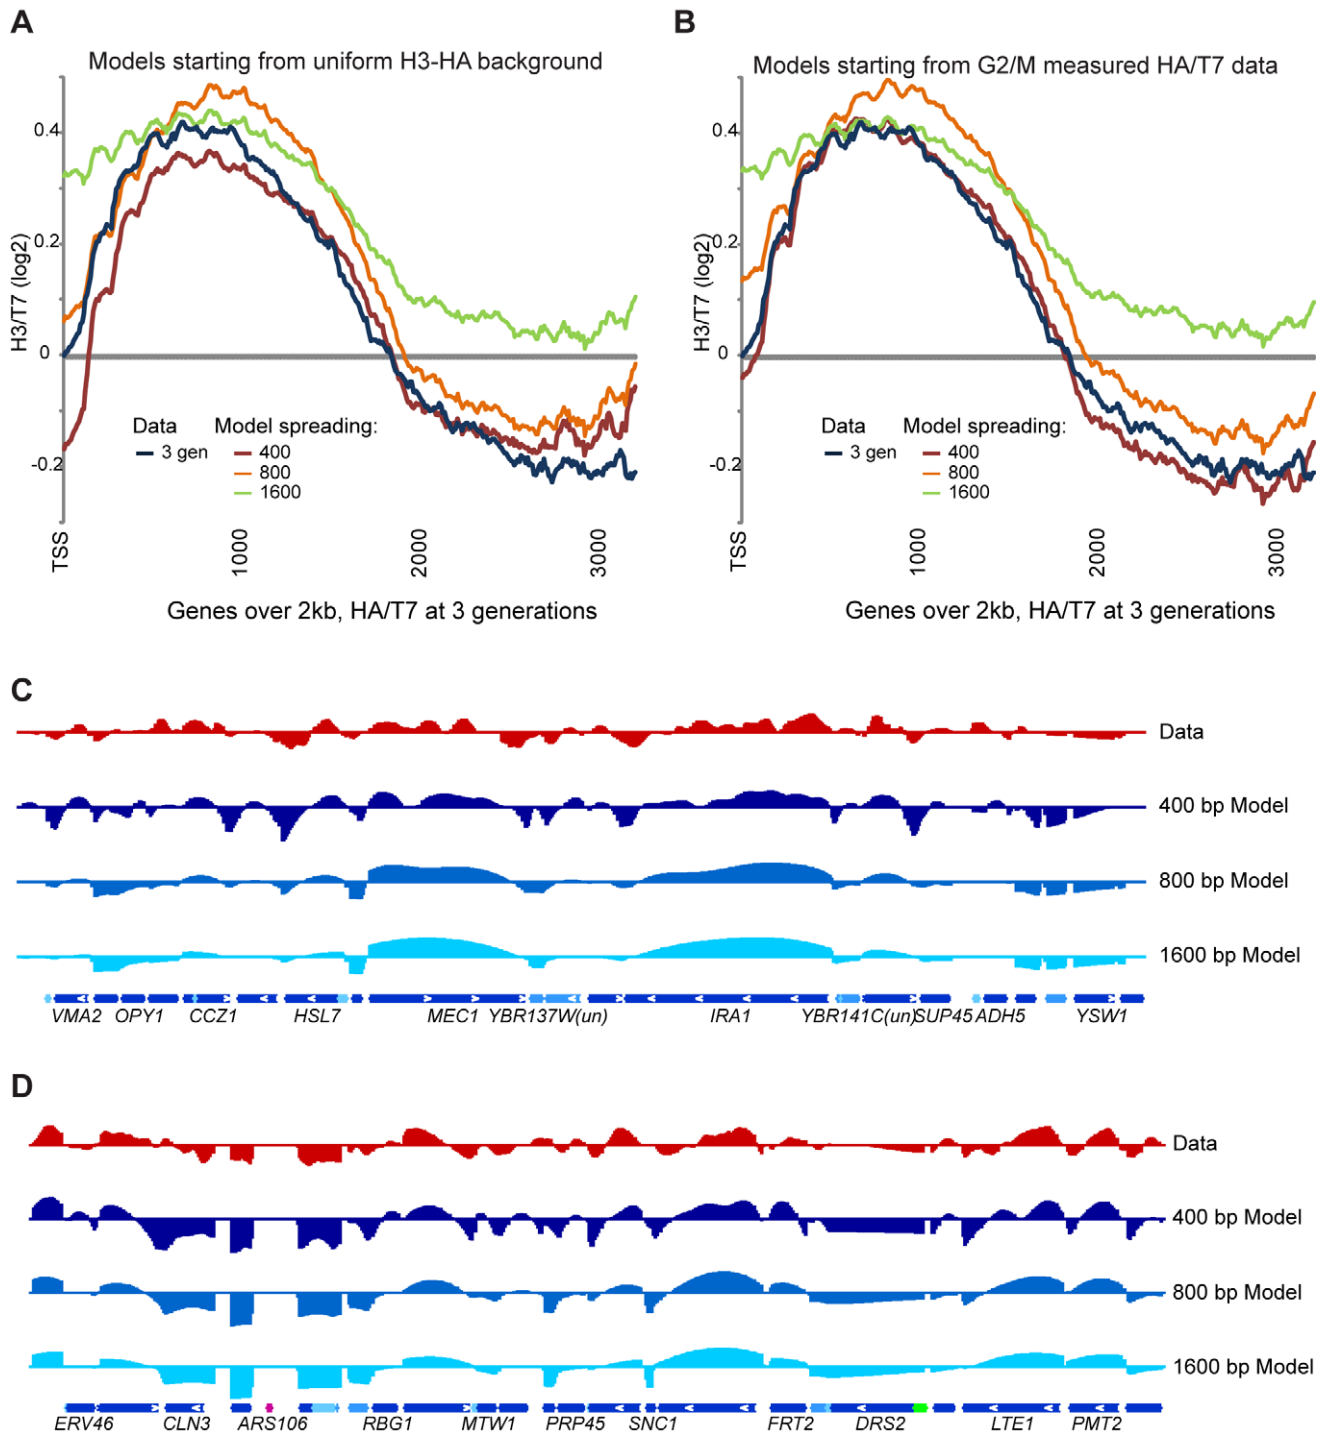 A
Models starting from uniform H3-HA background
H3/T7 (log2)
0.4
0.2
0
-0.2
Data
3 gen
Model spreading:
400
800
1600
TSS
1000
2000
3000
Genes over 2kb, HA/T7 at 3 generations
B
Models starting from G2/M measured HA/T7 data
H3/T7 (log2)
0.4
0.2
0
-0.2
Data
3 gen
Model spreading:
400
800
1600
TSS
1000
2000
3000
Genes over 2kb, HA/T7 at 3 generations
C
Data
400 bp Model
800 bp Model
1600 bp Model
VMA2 OPY1 CCZ1 HSL7 MEC1 YBR137W(un) IRA1 YBR141C(un) SUP45 ADH5 YSW1
D
Data
400 bp Model
800 bp Model
1600 bp Model
ERV46 CLN3 ARS106 RBG1 MTW1 PRP45 SNC1 FRT2 DRS2 LTE1 PMT2